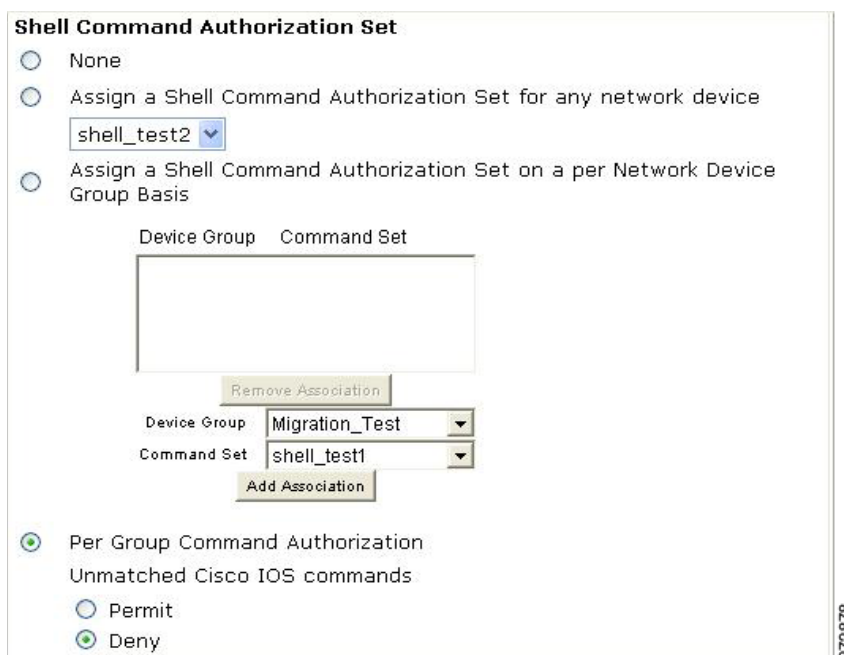 Shell Command Authorization Set
None
Assign a Shell Command Authorization Set for any network device
shell_test2
Assign a Shell Command Authorization Set on a per Network Device
Group Basis
Device Group Command Set
Remove Association
Device Group Migration_Test
Command Set shell_test1
Add Association
Per Group Command Authorization
Unmatched Cisco IOS commands
Permit
Deny